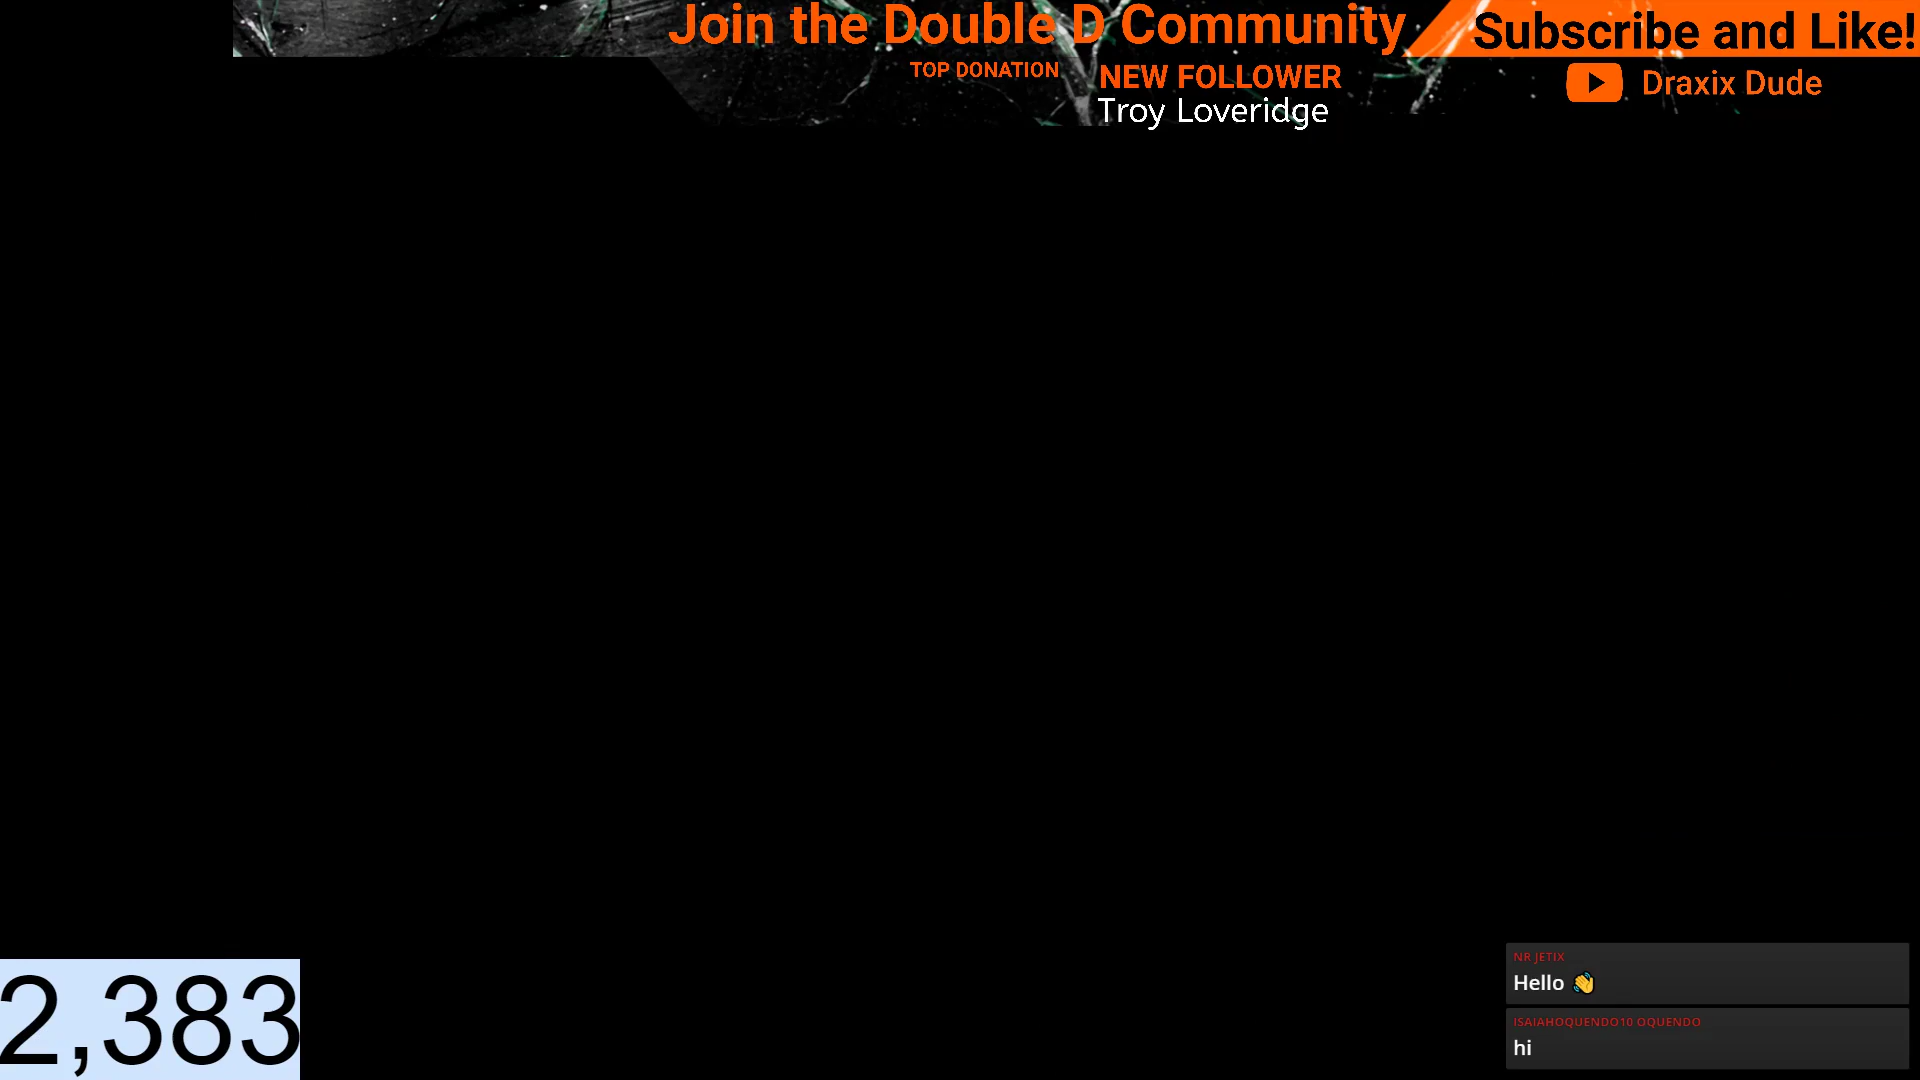 Join the Double D Community
Subscribe and Like!
TOP DONATION
NEW FOLLOWER
Troy Loveridge
Draxix Dude
NR JETIX
Hello 👋
ISAIAHOQUENDO10 OQUENDO
hi
2,383